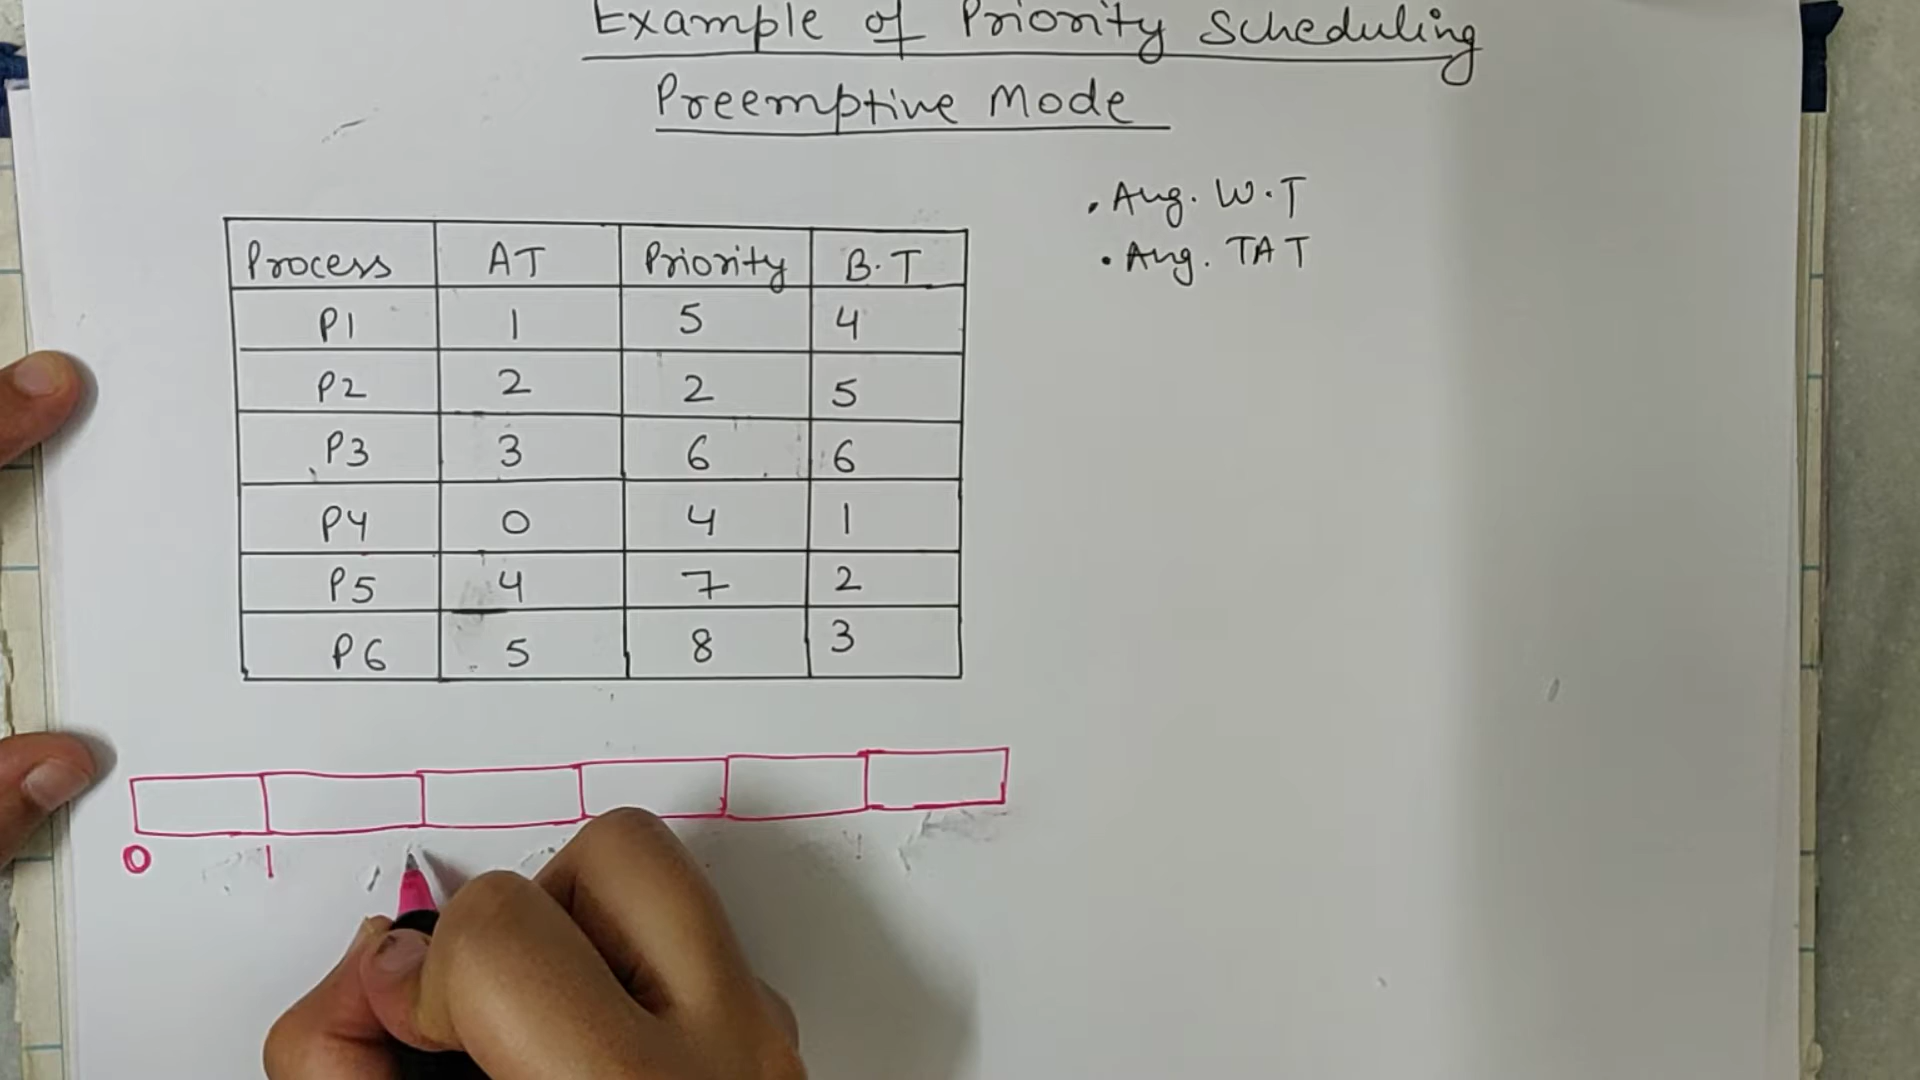 Example of Priority Scheduling
Preemptive Mode
. Avg. W.T
. Avg. TAT
Process AT Priority B.T
P1 1 5 4
P2 2 2 5
P3 3 6 6
P4 0 4 1
P5 4 7 2
P6 5 8 3
0 1